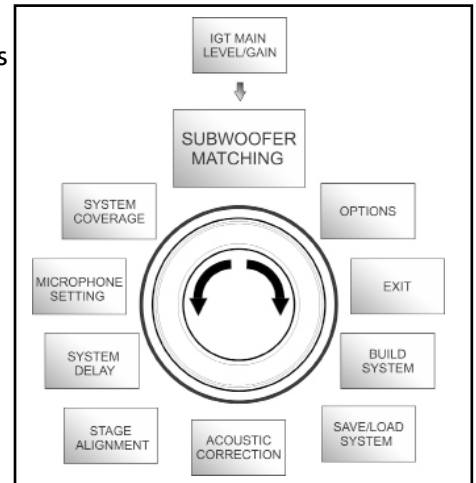 IGT MAIN
LEVEL/GAIN
SUBWOOFER
MATCHING
SYSTEM
COVERAGE
OPTIONS
MICROPHONE
SETTING
EXIT
SYSTEM
DELAY
BUILD
SYSTEM
STAGE
ALIGNMENT
ACOUSTIC
CORRECTION
SAVE/LOAD
SYSTEM